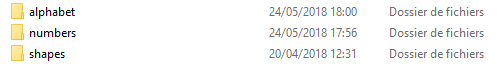 alphabet 24/05/2018 18:00 Dossier de fichiers
numbers 24/05/2018 17:56 Dossier de fichiers
shapes 20/04/2018 12:31 Dossier de fichiers